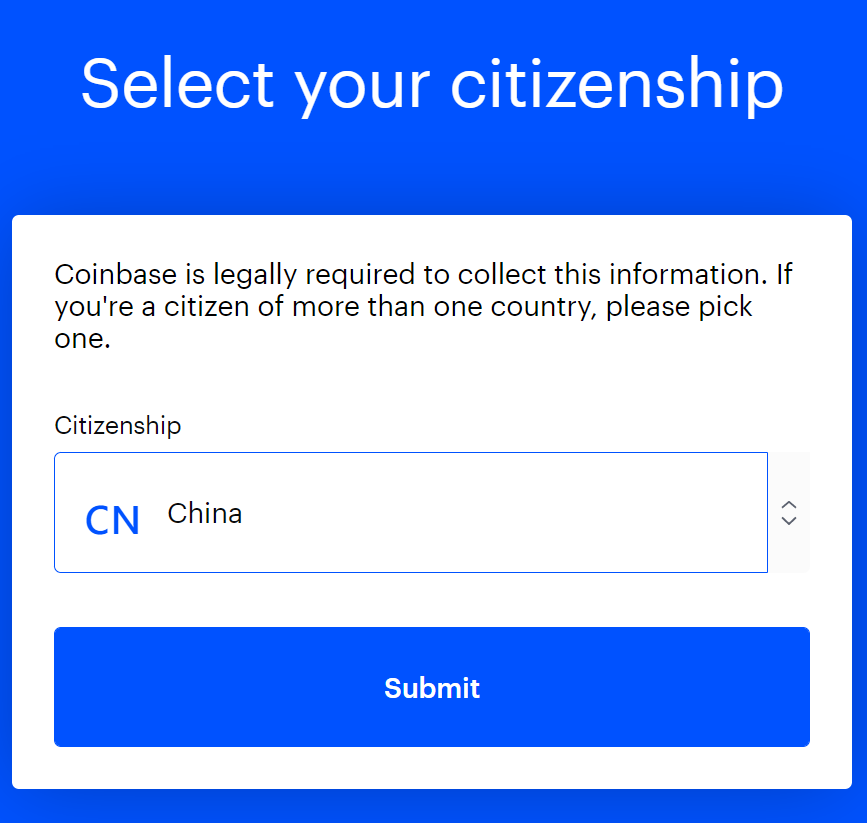 Select your citizenship
Coinbase is legally required to collect this information. If
you're a citizen of more than one country, please pick
one.
Citizenship
CN China
Submit